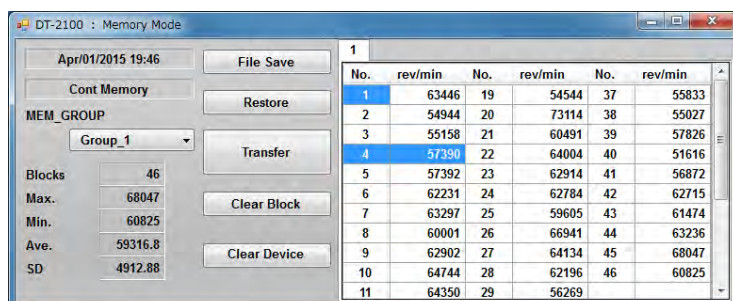 DT-2100 : Memory Mode
Apr/01/2015 19:46
Cont Memory
MEM_GROUP
Group_1
Blocks 46
Max. 68047
Min. 60825
Ave. 59316.8
SD 4912.88
File Save
Restore
Transfer
Clear Block
Clear Device
1
No. rev/min No. rev/min No. rev/min
1 63446 19 54544 37 55833
2 54944 20 73114 38 55027
3 55158 21 60491 39 57826
4 57390 22 64004 40 51616
5 57392 23 62914 41 56872
6 62231 24 62784 42 62715
7 63297 25 59605 43 61474
8 60001 26 66941 44 63236
9 62902 27 64134 45 68047
10 64744 28 62196 46 60825
11 64350 29 56269